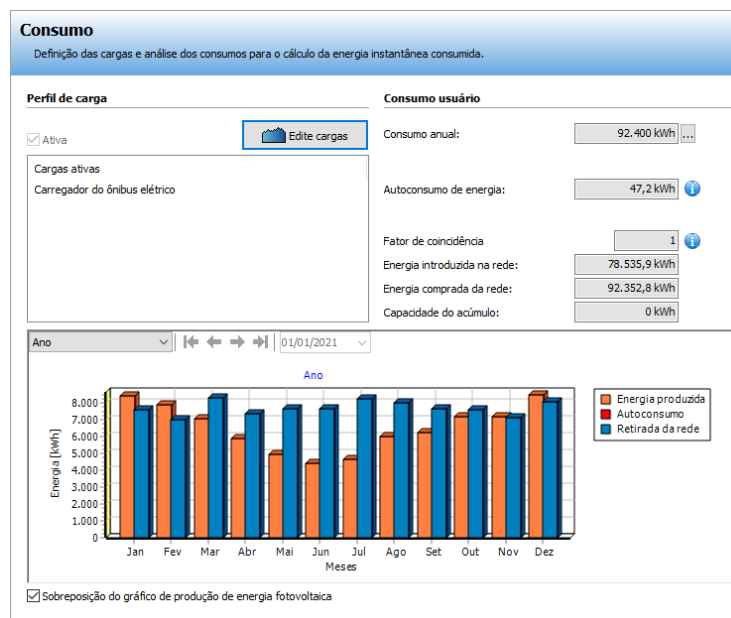 Consumo
Definição das cargas e análise dos consumos para o cálculo da energia instantânea consumida.
Perfil de carga
Ativa
Edite cargas
Cargas ativas
Carregador do ônibus elétrico
Consumo usuário
Consumo anual: 92.400 kWh ...
Autoconsumo de energia: 47,2 kWh
Fator de coincidência 1
Energia introduzida na rede: 78.535,9 kWh
Energia comprada da rede: 92.352,8 kWh
Capacidade do acúmulo: 0 kWh
Ano 01/01/2021
Ano
Energia [kWh]
8.000
7.000
6.000
5.000
4.000
3.000
2.000
1.000
0
Jan Fev Mar Abr Mai Jun Jul Ago Set Out Nov Dez
Meses
Energia produzida
Autoconsumo
Retirada da rede
Sobreposição do gráfico de produção de energia fotovoltaica